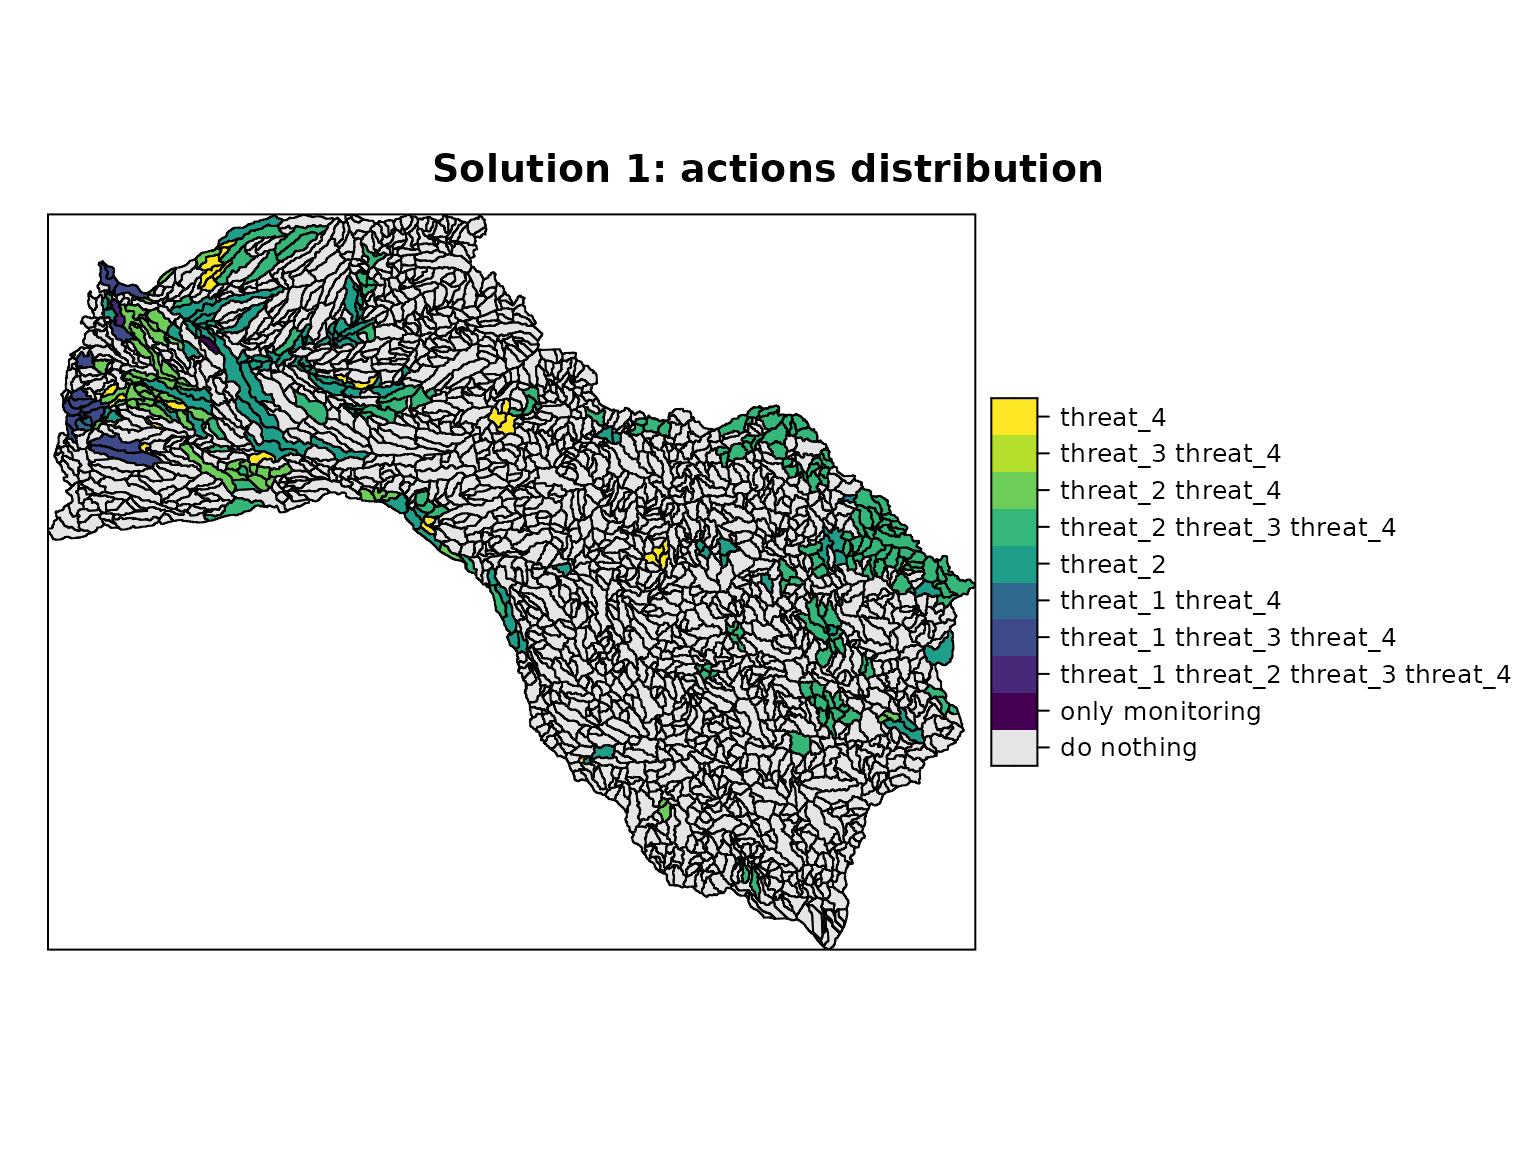 Solution 1: actions distribution
threat_4
threat_3 threat_4
threat_2 threat_4
threat_2 threat_3 threat_4
threat_2
threat_1 threat_4
threat_1 threat_3 threat_4
threat_1 threat_2 threat_3 threat_4
only monitoring
do nothing